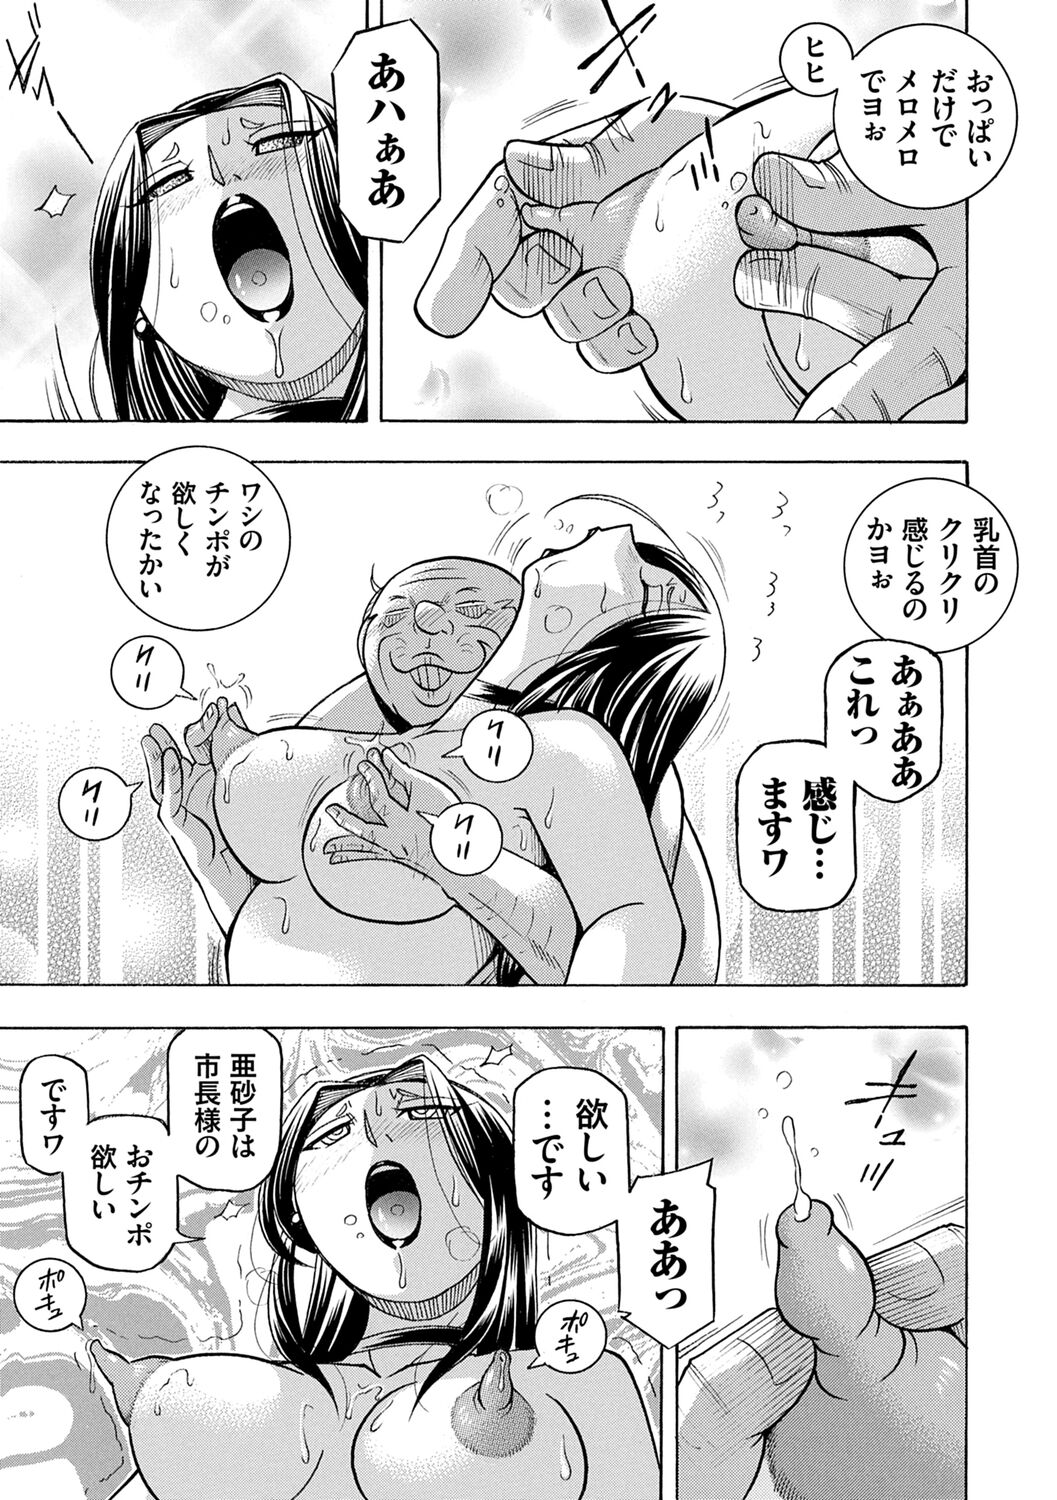 おっぱい
だけで
メロメロ
でヨぉ
ヒヒ
あハぁあ
乳首の
クリクリ
感じるの
かヨぉ
あぁああ
これっ
感じ…
ますワ
ワシの
チンポが
欲しく
なったかい
クリ
クリ
クリ
クリ
キュ
ああっ
欲しい
…です
亜砂子は
市長様の
おチンポ
欲しい
ですワ
ポキュ
ポキュ